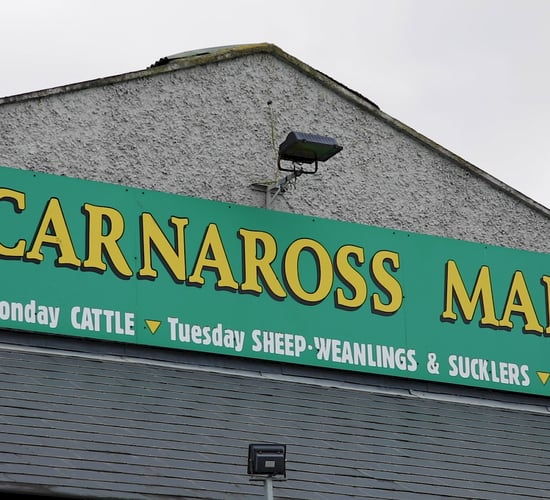 CARNAROSS MA
onday CATTLE ▼ Tuesday SHEEP·WEANLINGS & SUCKLERS ▼